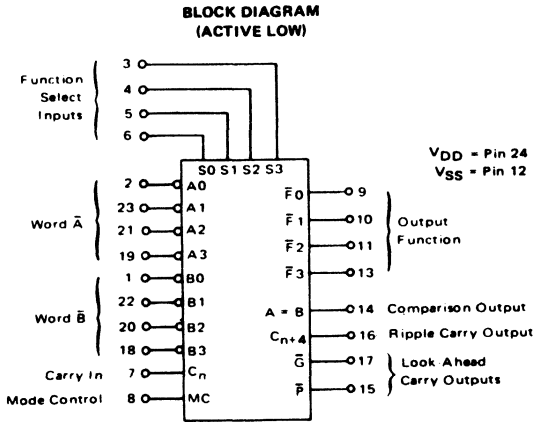 BLOCK DIAGRAM
(ACTIVE LOW)
Function
Select
Inputs
3
4
5
6
S0 S1 S2 S3
VDD = Pin 24
VSS = Pin 12
Word A̅
2 A0
23 A1
21 A2
19 A3
Word B̅
1 B0
22 B1
20 B2
18 B3
Carry In 7 Cn
Mode Control 8 MC
F̅0 9
F̅1 10
F̅2 11
F̅3 13
Output
Function
A = B 14 Comparison Output
Cn+4 16 Ripple Carry Output
G̅ 17
P̅ 15
Look-Ahead
Carry Outputs